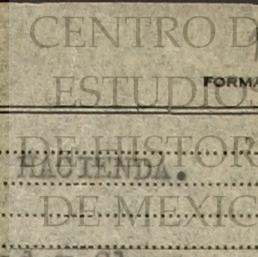 CENTRO D
FORMA
ESTUDIO
DE HISTOR
HACIENDA.
DE MEXIC